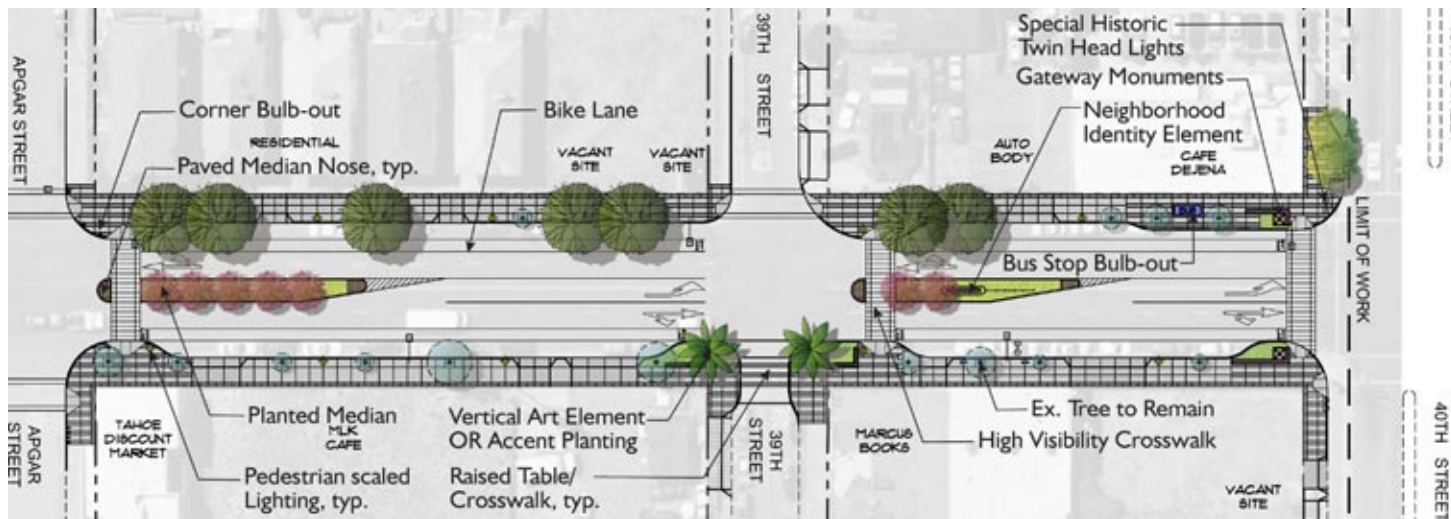 APGAR STREET
Corner Bulb-out
RESIDENTIAL
Paved Median Nose, typ.
Bike Lane
VACANT
SITE
VACANT
SITE
39TH STREET
Special Historic
Twin Head Lights
Gateway Monuments
Neighborhood
Identity Element
AUTO
BODY
CAFE
DEJENA
Bus Stop Bulb-out
LIMIT OF WORK
APGAR
STREET
TAHOE
DISCOUNT
MARKET
Planted Median
MLK
CAFE
Pedestrian scaled
Lighting, typ.
Vertical Art Element
OR Accent Planting
Raised Table/
Crosswalk, typ.
39TH
STREET
MARCUS
BOOKS
Ex. Tree to Remain
High Visibility Crosswalk
VACANT
SITE
40TH STREET